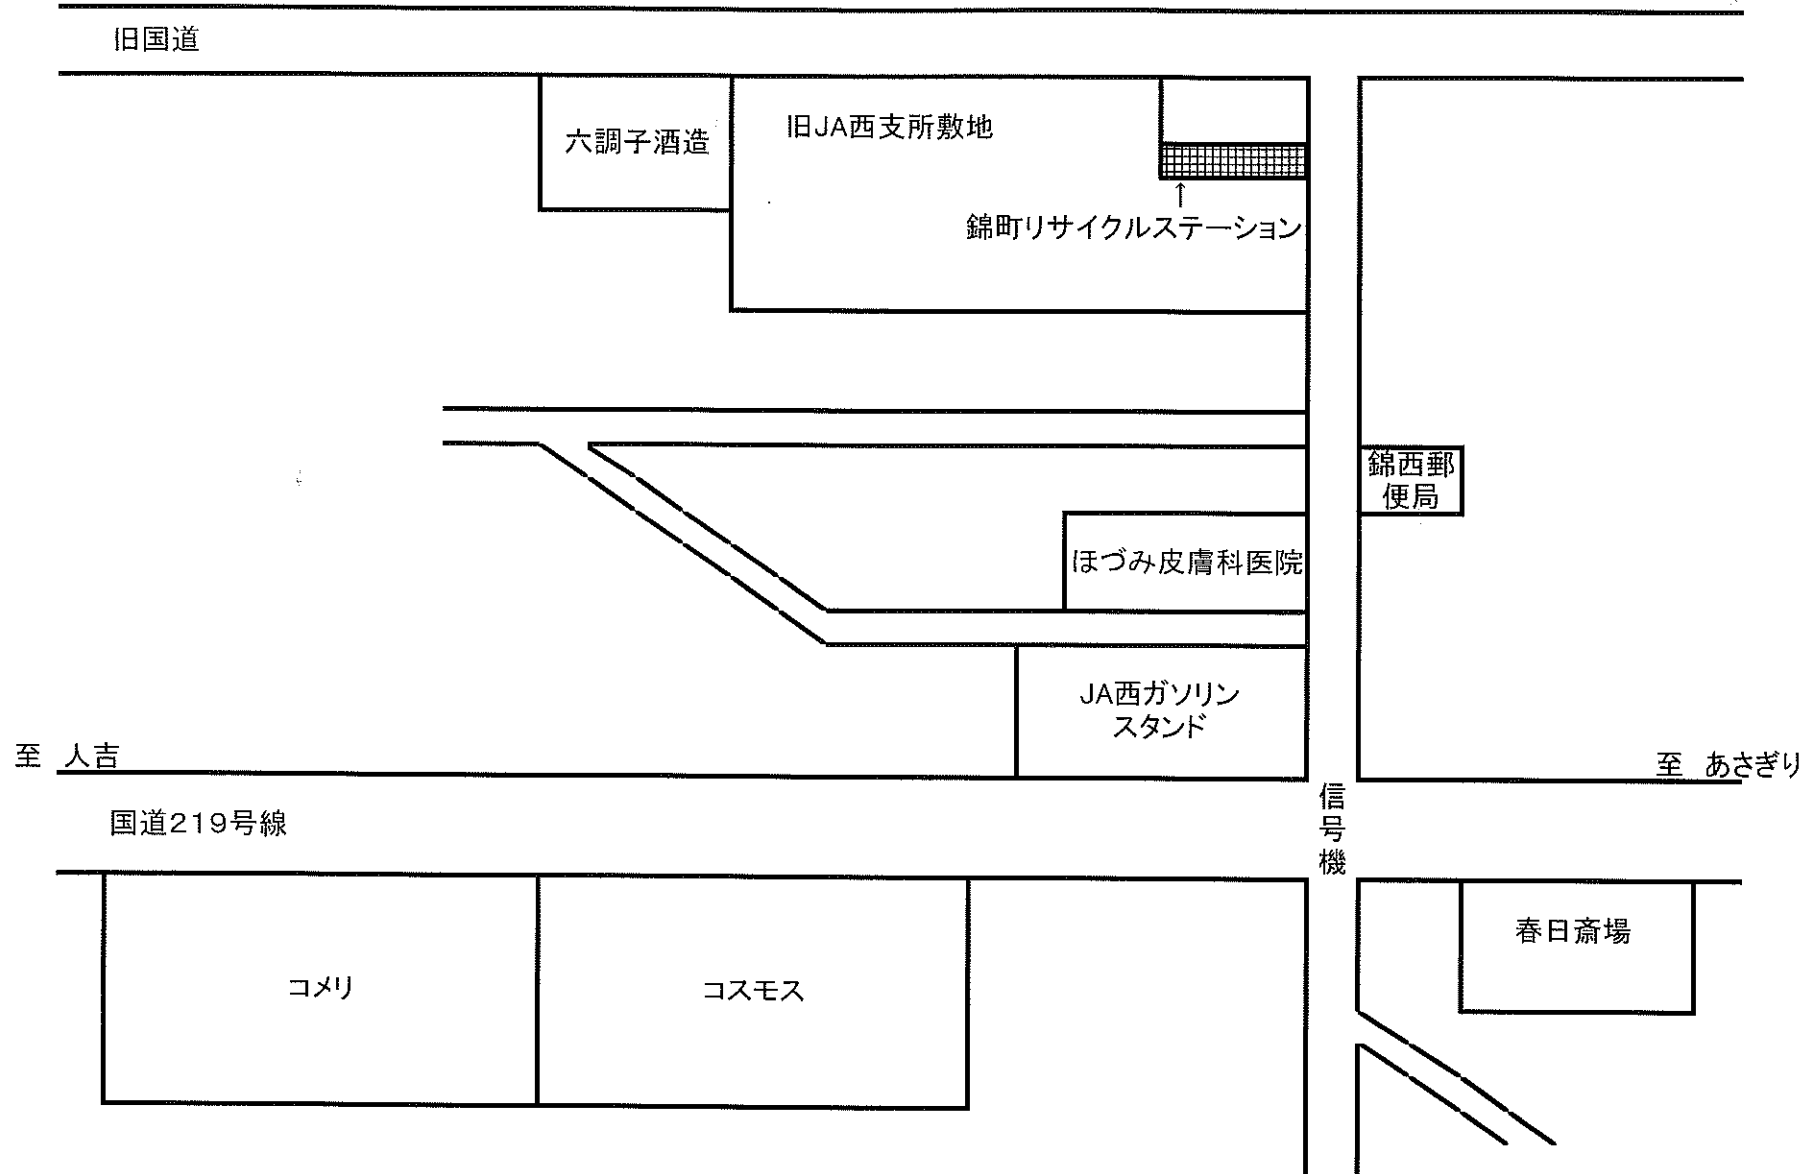 旧国道
六調子酒造
旧JA西支所敷地
↑
錦町リサイクルステーション
錦西郵
便局
ほづみ皮膚科医院
JA西ガソリン
スタンド
至 人吉
至 あさぎり
国道219号線
信号機
コメリ
コスモス
春日斎場